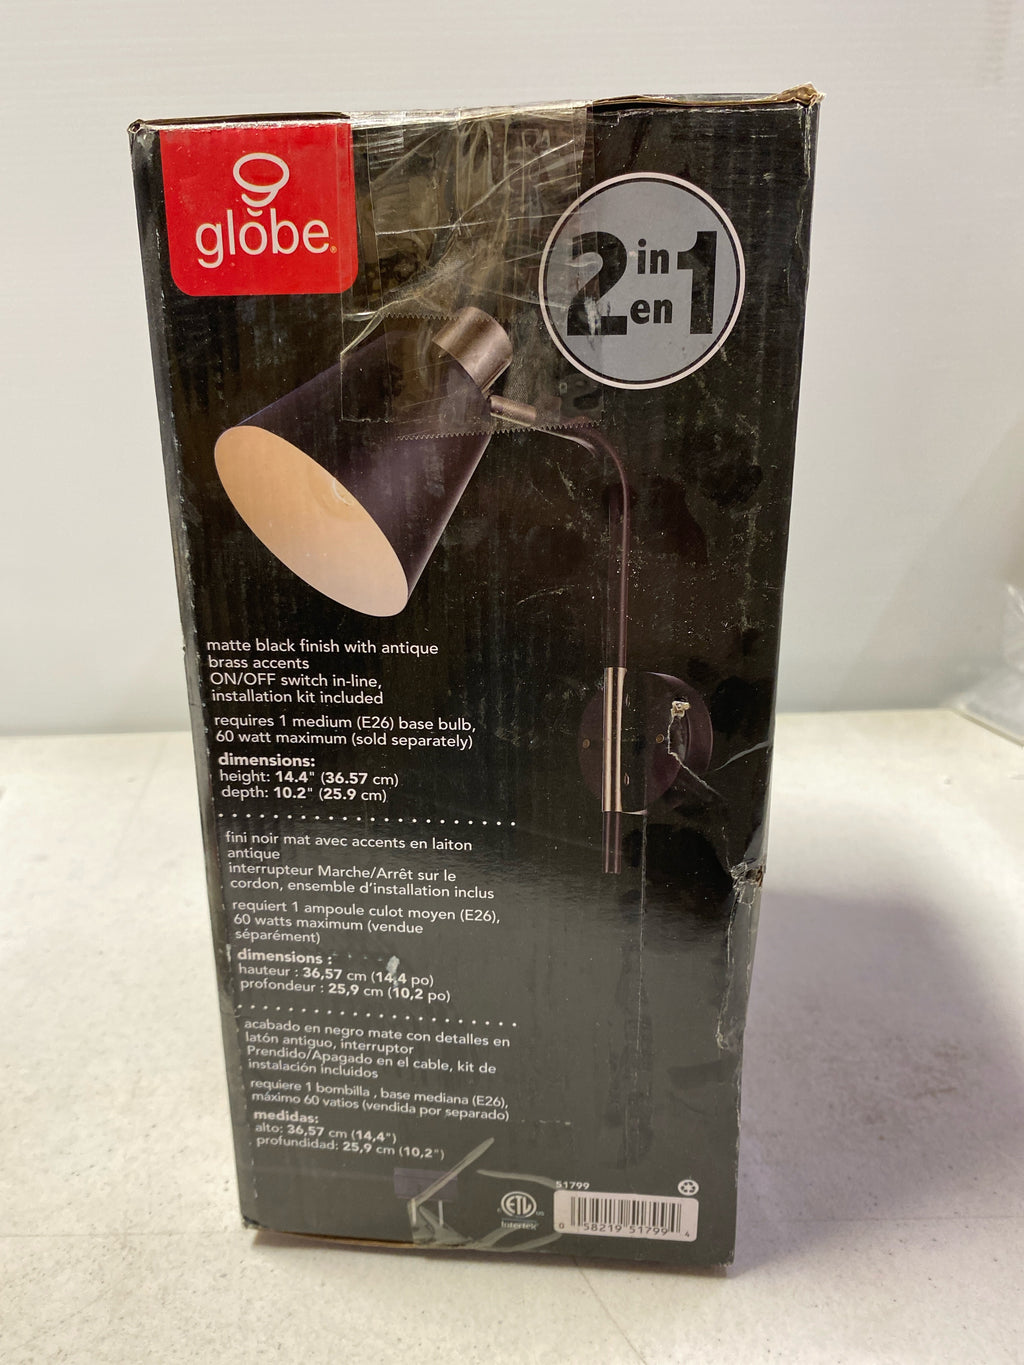 globe
2 in 1
en
matte black finish with antique
brass accents
ON/OFF switch in-line,
installation kit included
requires 1 medium (E26) base bulb,
60 watt maximum (sold separately)
dimensions:
height: 14.4" (36.57 cm)
depth: 10.2" (25.9 cm)
fini noir mat avec accents en laiton
antique
interrupteur Marche/Arrêt sur le
cordon, ensemble d'installation inclus
requiert 1 ampoule culot moyen (E26),
60 watts maximum (vendue
séparément)
dimensions :
hauteur : 36,57 cm (14,4 po)
profondeur : 25,9 cm (10,2 po)
acabado en negro mate con detalles en
latón antiguo, interruptor
Prendido/Apagado en el cable, kit de
instalación incluidos
requiere 1 bombilla , base mediana (E26),
máximo 60 vatios (vendida por separado)
medidas:
alto: 36,57 cm (14,4")
profundidad: 25,9 cm (10,2")
51799
c ETL us
Intertek
0 58219 51799 4